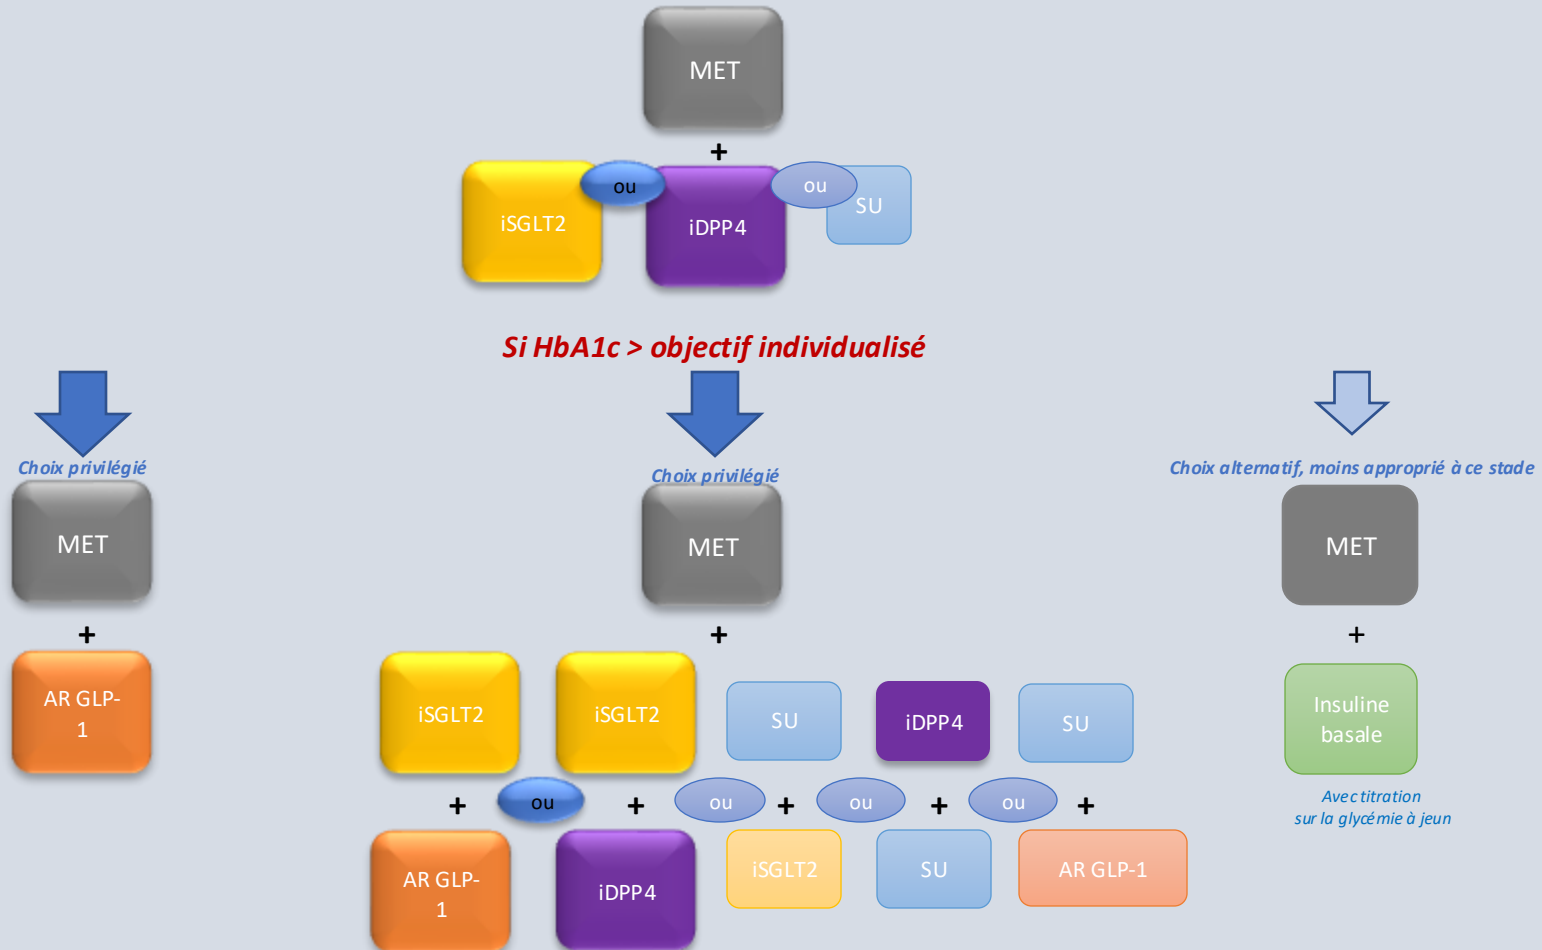 MET
+
iSGLT2
ou
iDPP4
ou
SU
Si HbA1c > objectif individualisé
Choix privilégié
MET
+
AR GLP-
1
Choix privilégié
MET
+
iSGLT2
iSGLT2
SU
iDPP4
SU
+
ou
+
ou
+
ou
+
ou
+
AR GLP-
1
iDPP4
iSGLT2
SU
AR GLP-1
Choix alternatif, moins approprié à ce stade
MET
+
Insuline
basale
Avec titration
sur la glycémie à jeun